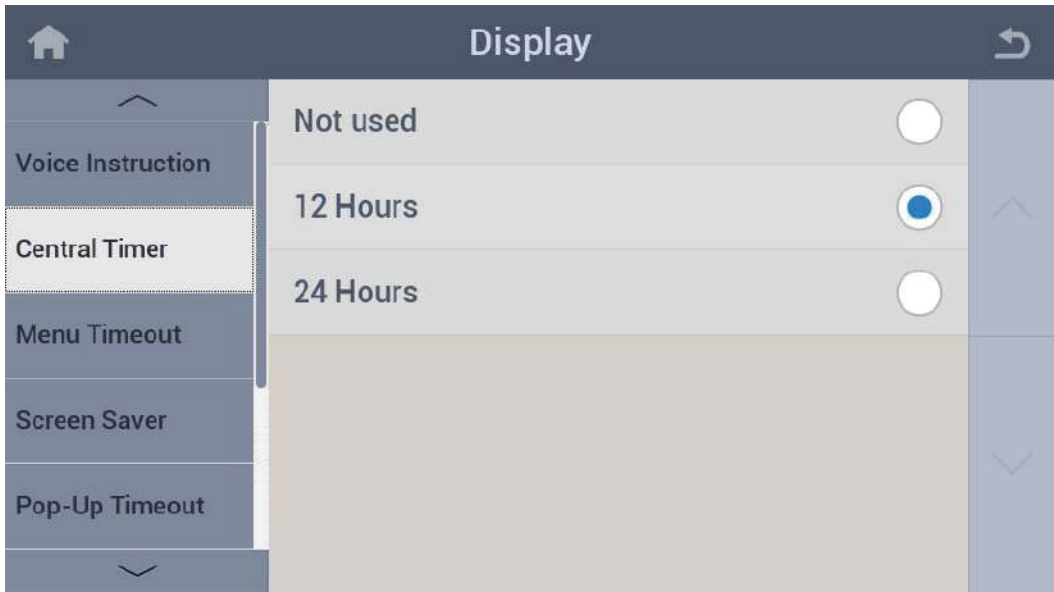 Display
Voice Instruction
Central Timer
Menu Timeout
Screen Saver
Pop-Up Timeout
Not used
12 Hours
24 Hours